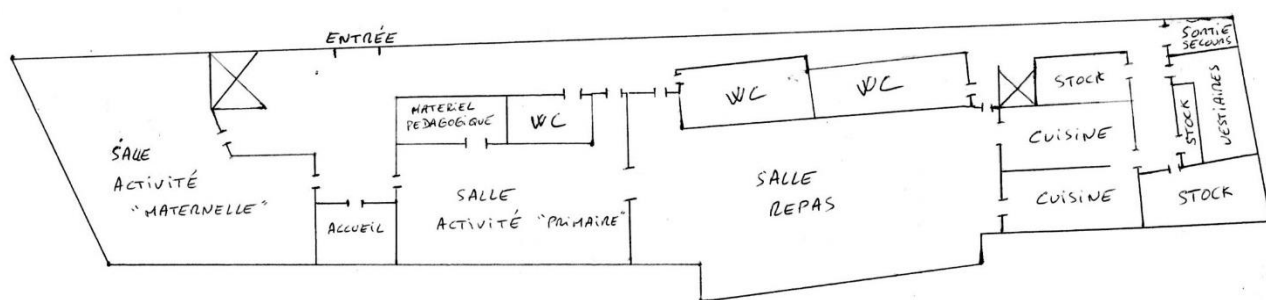 ENTRÉE
SORTIE
SECOURS
SALLE
ACTIVITÉ
"MATERNELLE"
ACCUEIL
MATERIEL
PEDAGOGIQUE
WC
SALLE
ACTIVITÉ "PRIMAIRE"
WC
WC
SALLE
REPAS
STOCK
CUISINE
CUISINE
STOCK
VESTIAIRES
STOCK